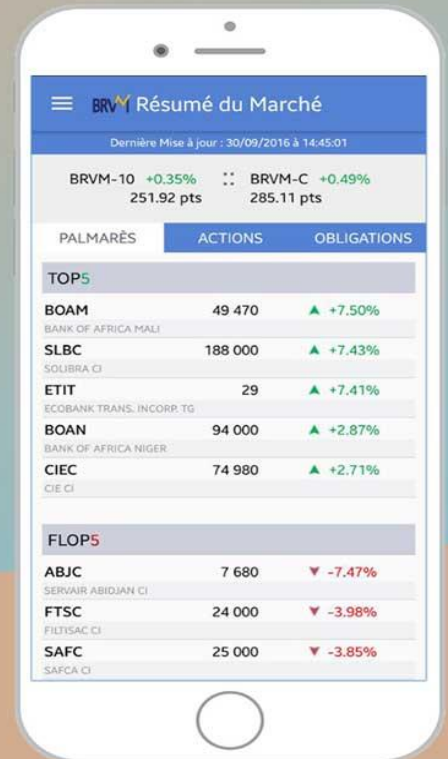 BRVM Résumé du Marché
Dernière Mise à jour : 30/09/2016 à 14:45:01
BRVM-10 +0.35% BRVM-C +0.49%
251.92 pts 285.11 pts
PALMARÈS ACTIONS OBLIGATIONS
TOP5
BOAM 49 470 ▲ +7.50%
BANK OF AFRICA MALI
SLBC 188 000 ▲ +7.43%
SOLIBRA CI
ETIT 29 ▲ +7.41%
ECOBANK TRANS. INCORP. TG
BOAN 94 000 ▲ +2.87%
BANK OF AFRICA NIGER
CIEC 74 980 ▲ +2.71%
CIE CI
FLOP5
ABJC 7 680 ▼ -7.47%
SERVAIR ABIDJAN CI
FTSC 24 000 ▼ -3.98%
FILTISAC CI
SAFC 25 000 ▼ -3.85%
SAFCA CI